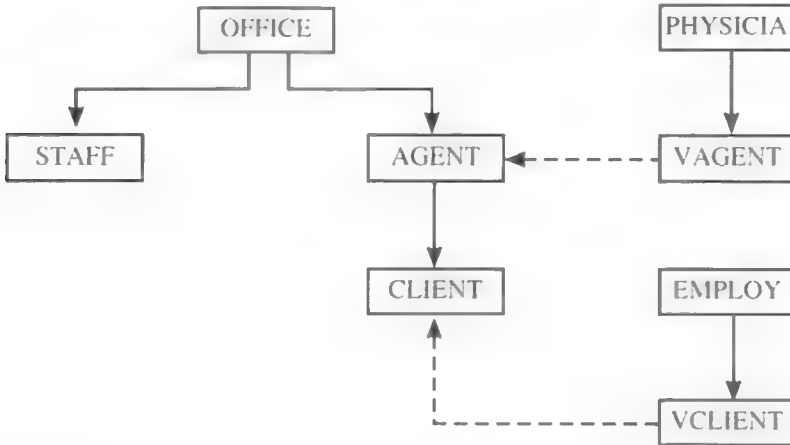 OFFICE
PHYSICIA
STAFF
AGENT
VAGENT
CLIENT
EMPLOY
VCLIENT